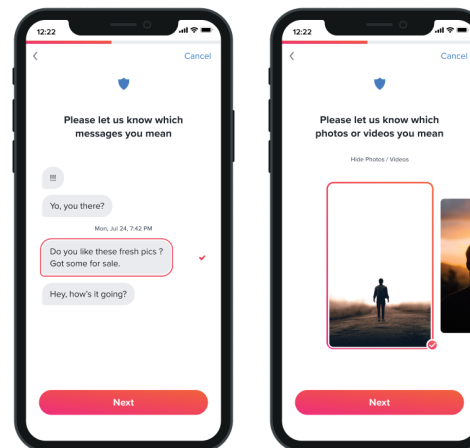 12:22
Cancel
Please let us know which
messages you mean
!!!
Yo, you there?
Mon, Jul 24, 7:42 PM
Do you like these fresh pics ?
Got some for sale.
Hey, how's it going?
Next
12:22
Cancel
Please let us know which
photos or videos you mean
Hide Photos / Videos
Next